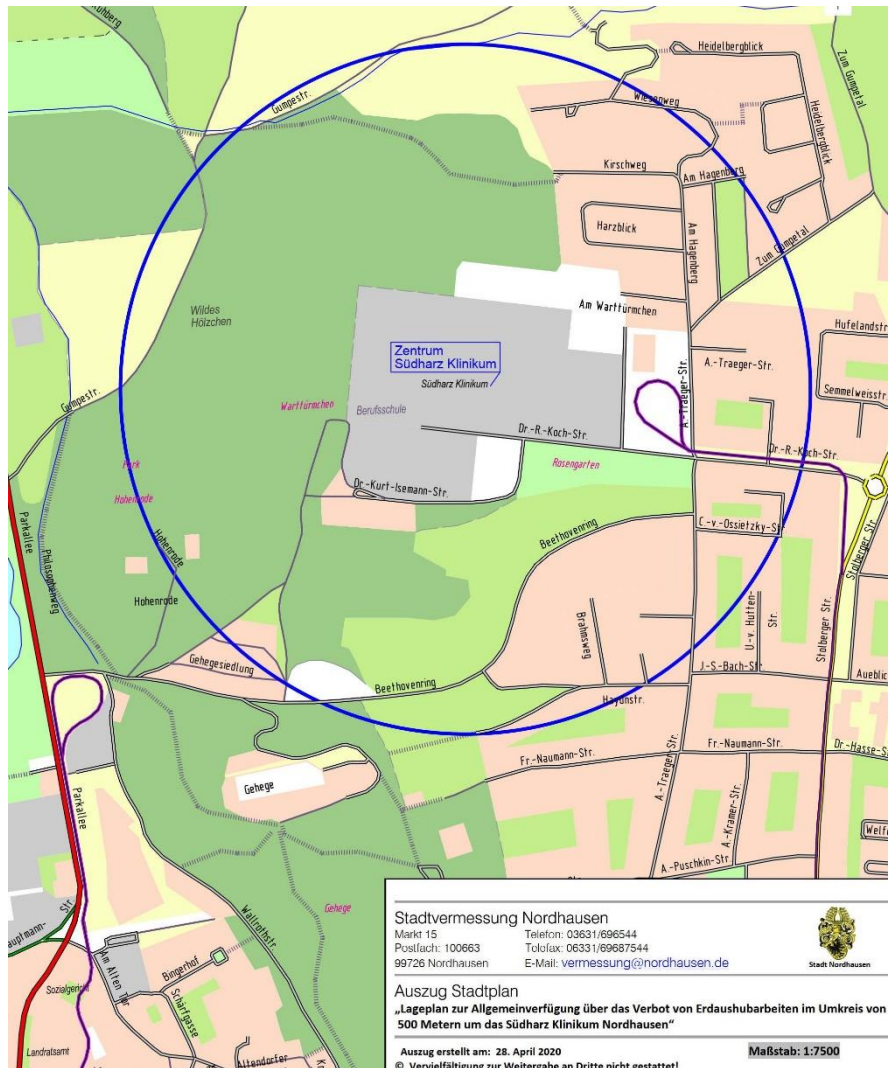 Kuhberg
Gumpestr.
Heidelbergblick
Zum Gumpetal
Wiesenweg
Heidelbergblick
Kirschweg
Am Hagenberg
Harzblick
Am Hagenberg
Zum Gumpetal
Wildes
Hölzchen
Am Warttürmchen
Hufelandstr.
Zentrum
Südharz Klinikum
Südharz Klinikum
A.-Traeger-Str.
A.-Traeger-Str.
Semmelweisstr.
Gumpestr.
Warttürmchen
Berufsschule
Dr.-R.-Koch-Str.
Dr.-R.-Koch-Str.
Park
Hohenrode
Rosengarten
Dr.-Kurt-Isemann-Str.
Parkallee
Philosophenweg
Hohenrode
Beethovenring
C.-v.-Ossietzky-Str.
Stolberger Str.
Hohenrode
Brahmsweg
U.-v. Hutten-
Str.
Stolberger Str.
Gehegesiedlung
J.-S.-Bach-Str.
Aueblick
Beethovenring
Haydnstr.
Fr.-Naumann-Str.
Fr.-Naumann-Str.
Dr.-Hasse-St
Parkallee
Gehege
A.-Traeger-Str.
A.-Kramer-Str.
Welf
A.-Puschkin-Str.
Gehege
Wallrothstr.
auptmann-
Str.
Am Alten Tor
Bingerhof
Sozialgericht
Schärfgasse
Landratsamt
Altendorfer
Stadtvermessung Nordhausen
Markt 15 Telefon: 03631/696544
Postfach: 100663 Telefax: 06331/69687544
99726 Nordhausen E-Mail: vermessung@nordhausen.de
Stadt Nordhausen
Auszug Stadtplan
„Lageplan zur Allgemeinverfügung über das Verbot von Erdaushubarbeiten im Umkreis von
500 Metern um das Südharz Klinikum Nordhausen“
Auszug erstellt am: 28. April 2020 Maßstab: 1:7500
© Vervielfältigung zur Weitergabe an Dritte nicht gestattet!